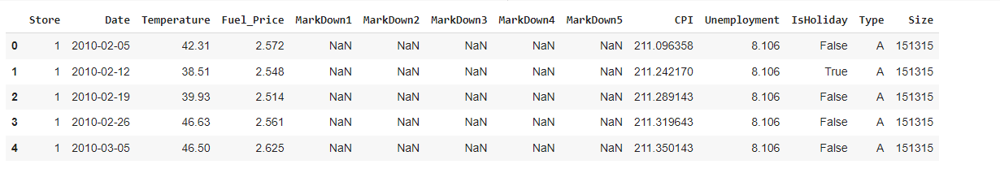 Store Date Temperature Fuel_Price MarkDown1 MarkDown2 MarkDown3 MarkDown4 MarkDown5 CPI Unemployment IsHoliday Type Size
0 1 2010-02-05 42.31 2.572 NaN NaN NaN NaN NaN 211.096358 8.106 False A 151315
1 1 2010-02-12 38.51 2.548 NaN NaN NaN NaN NaN 211.242170 8.106 True A 151315
2 1 2010-02-19 39.93 2.514 NaN NaN NaN NaN NaN 211.289143 8.106 False A 151315
3 1 2010-02-26 46.63 2.561 NaN NaN NaN NaN NaN 211.319643 8.106 False A 151315
4 1 2010-03-05 46.50 2.625 NaN NaN NaN NaN NaN 211.350143 8.106 False A 151315